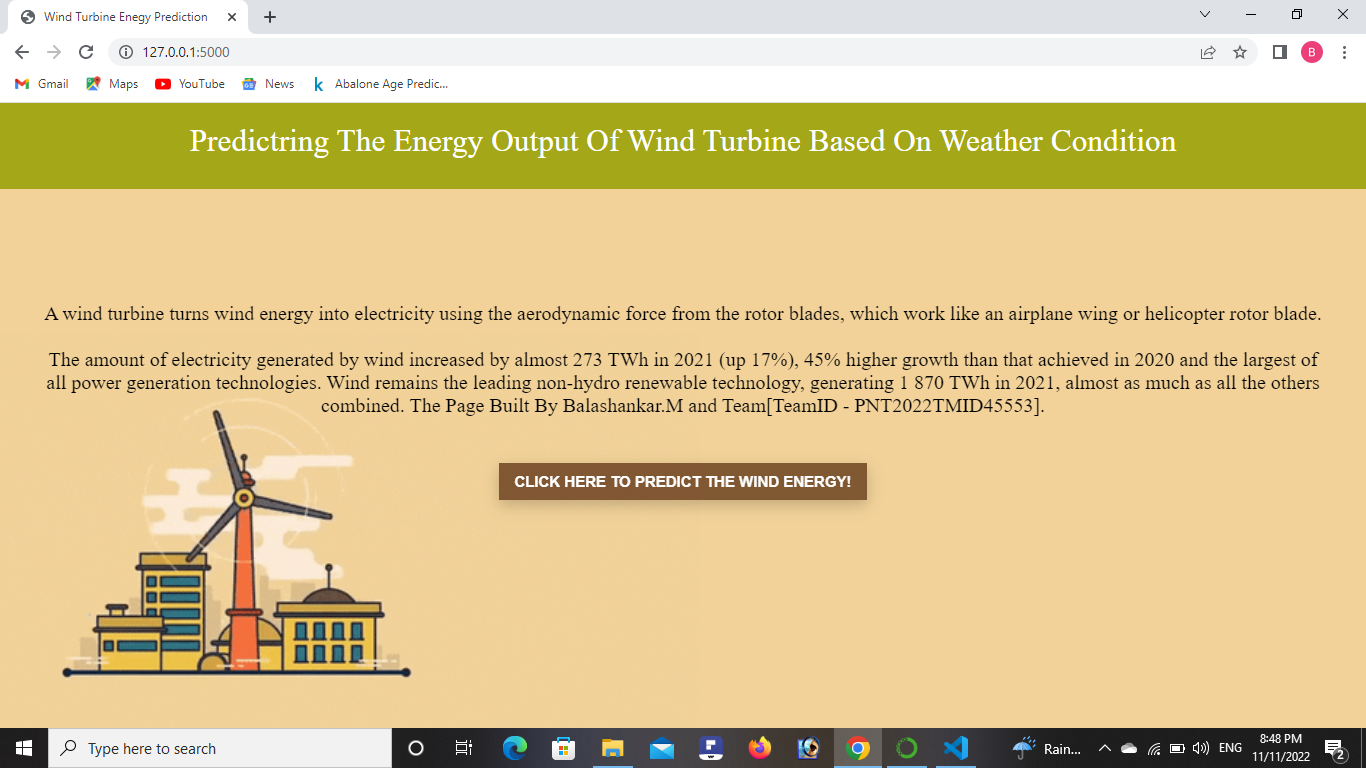 Wind Turbine Enegy Prediction
127.0.0.1:5000
B
Gmail Maps YouTube News Abalone Age Predic...
Predictring The Energy Output Of Wind Turbine Based On Weather Condition
A wind turbine turns wind energy into electricity using the aerodynamic force from the rotor blades, which work like an airplane wing or helicopter rotor blade.
The amount of electricity generated by wind increased by almost 273 TWh in 2021 (up 17%), 45% higher growth than that achieved in 2020 and the largest of
all power generation technologies. Wind remains the leading non-hydro renewable technology, generating 1 870 TWh in 2021, almost as much as all the others
combined. The Page Built By Balashankar.M and Team[TeamID - PNT2022TMID45553].
CLICK HERE TO PREDICT THE WIND ENERGY!
Type here to search
Rain...
ENG
8:48 PM
11/11/2022
2